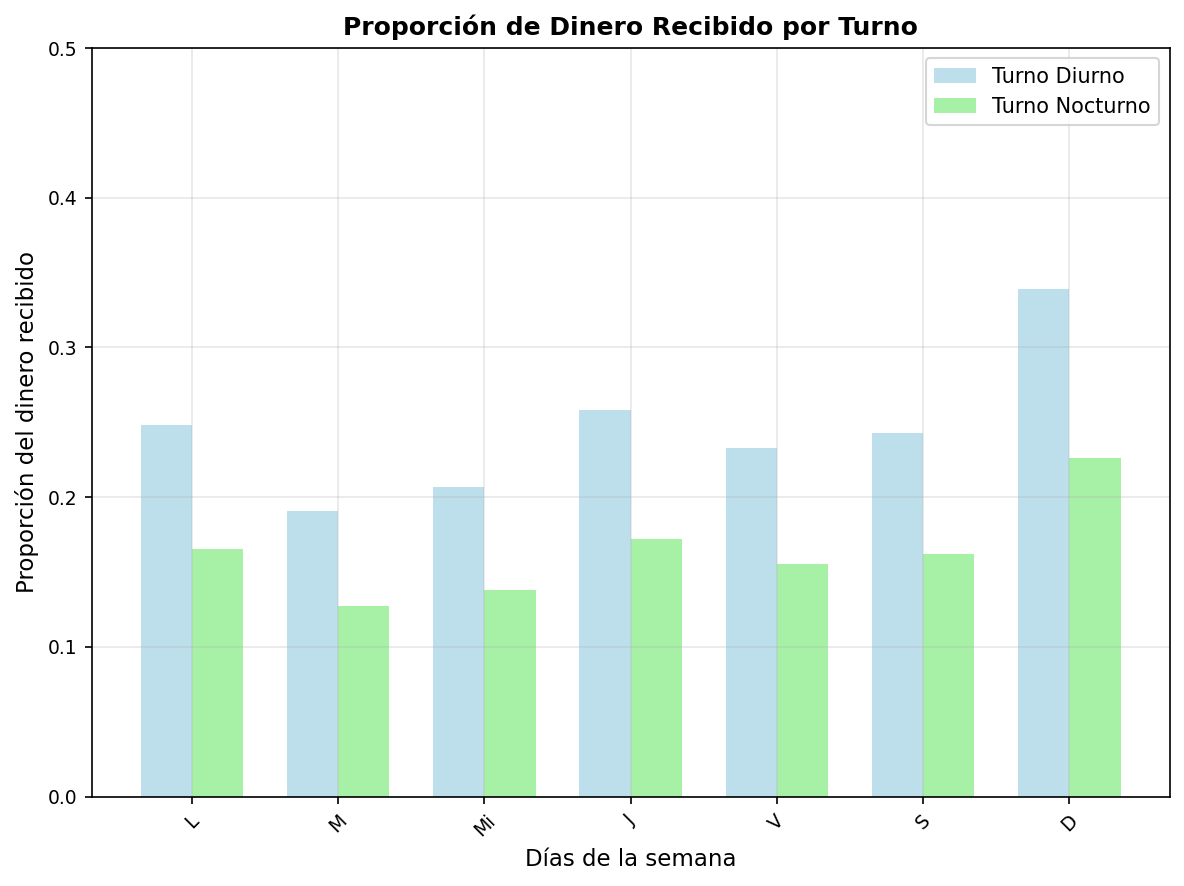 Proporción de Dinero Recibido por Turno
Turno Diurno
Turno Nocturno
Proporción del dinero recibido
0.5
0.4
0.3
0.2
0.1
0.0
L
M
Mi
J
V
S
D
Días de la semana